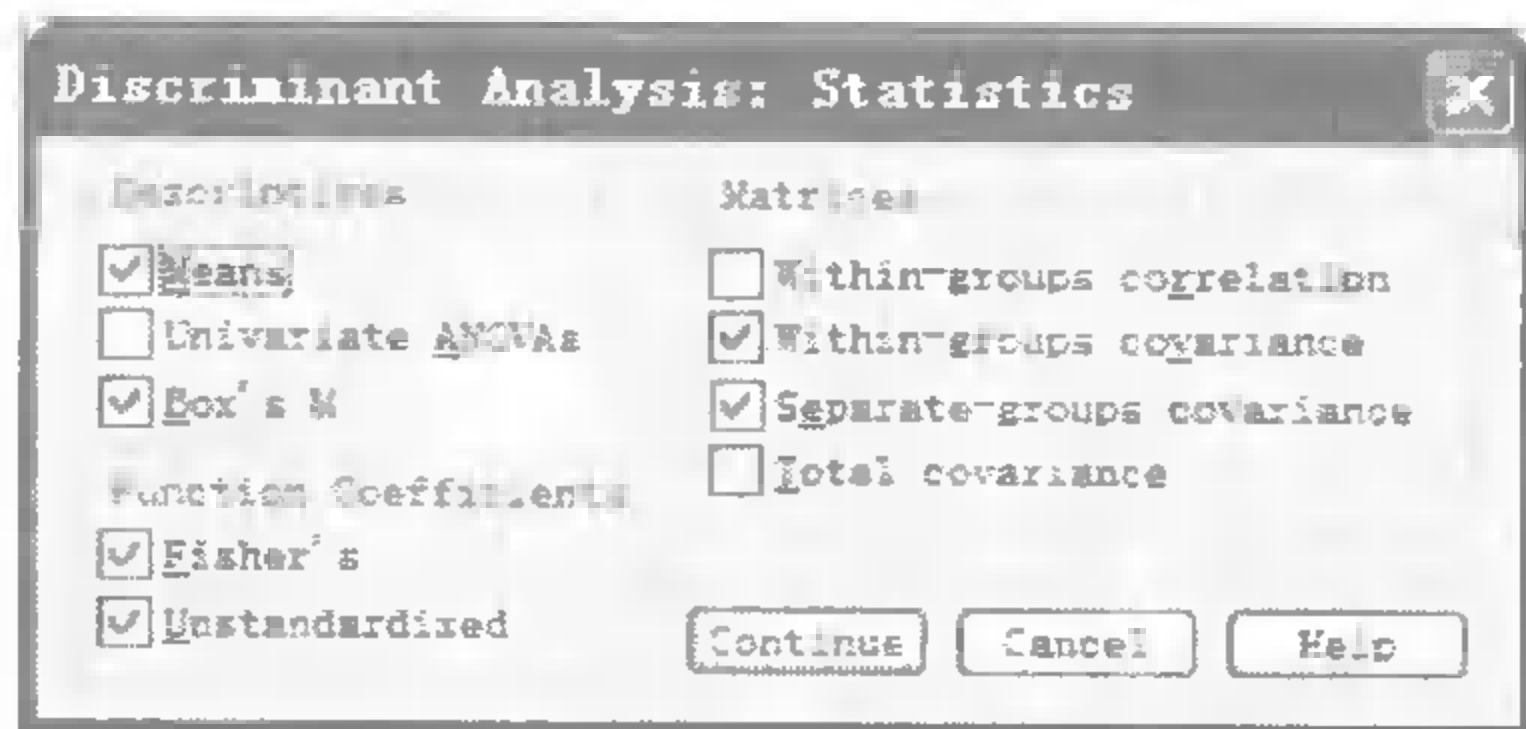 Discriminant Analysis: Statistics
Descriptives
Means
Univariate ANOVAs
Box's M
Function Coefficients
Fisher's
Unstandardized
Matrices
Within-groups correlation
Within-groups covariance
Separate-groups covariance
Total covariance
Continue
Cancel
Help